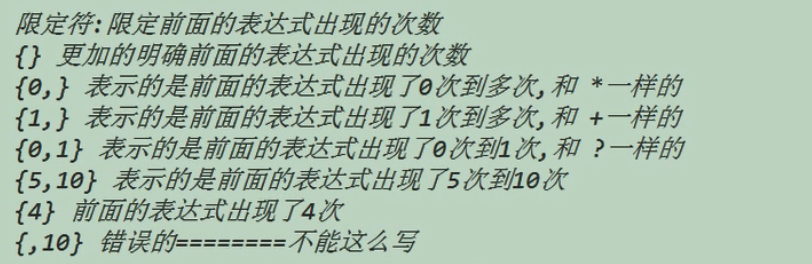 限定符:限定前面的表达式出现的次数
{} 更加的明确前面的表达式出现的次数
{0,} 表示的是前面的表达式出现了0次到多次,和 *一样的
{1,} 表示的是前面的表达式出现了1次到多次,和 +一样的
{0,1} 表示的是前面的表达式出现了0次到1次,和 ?一样的
{5,10} 表示的是前面的表达式出现了5次到10次
{4} 前面的表达式出现了4次
{,10} 错误的========不能这么写